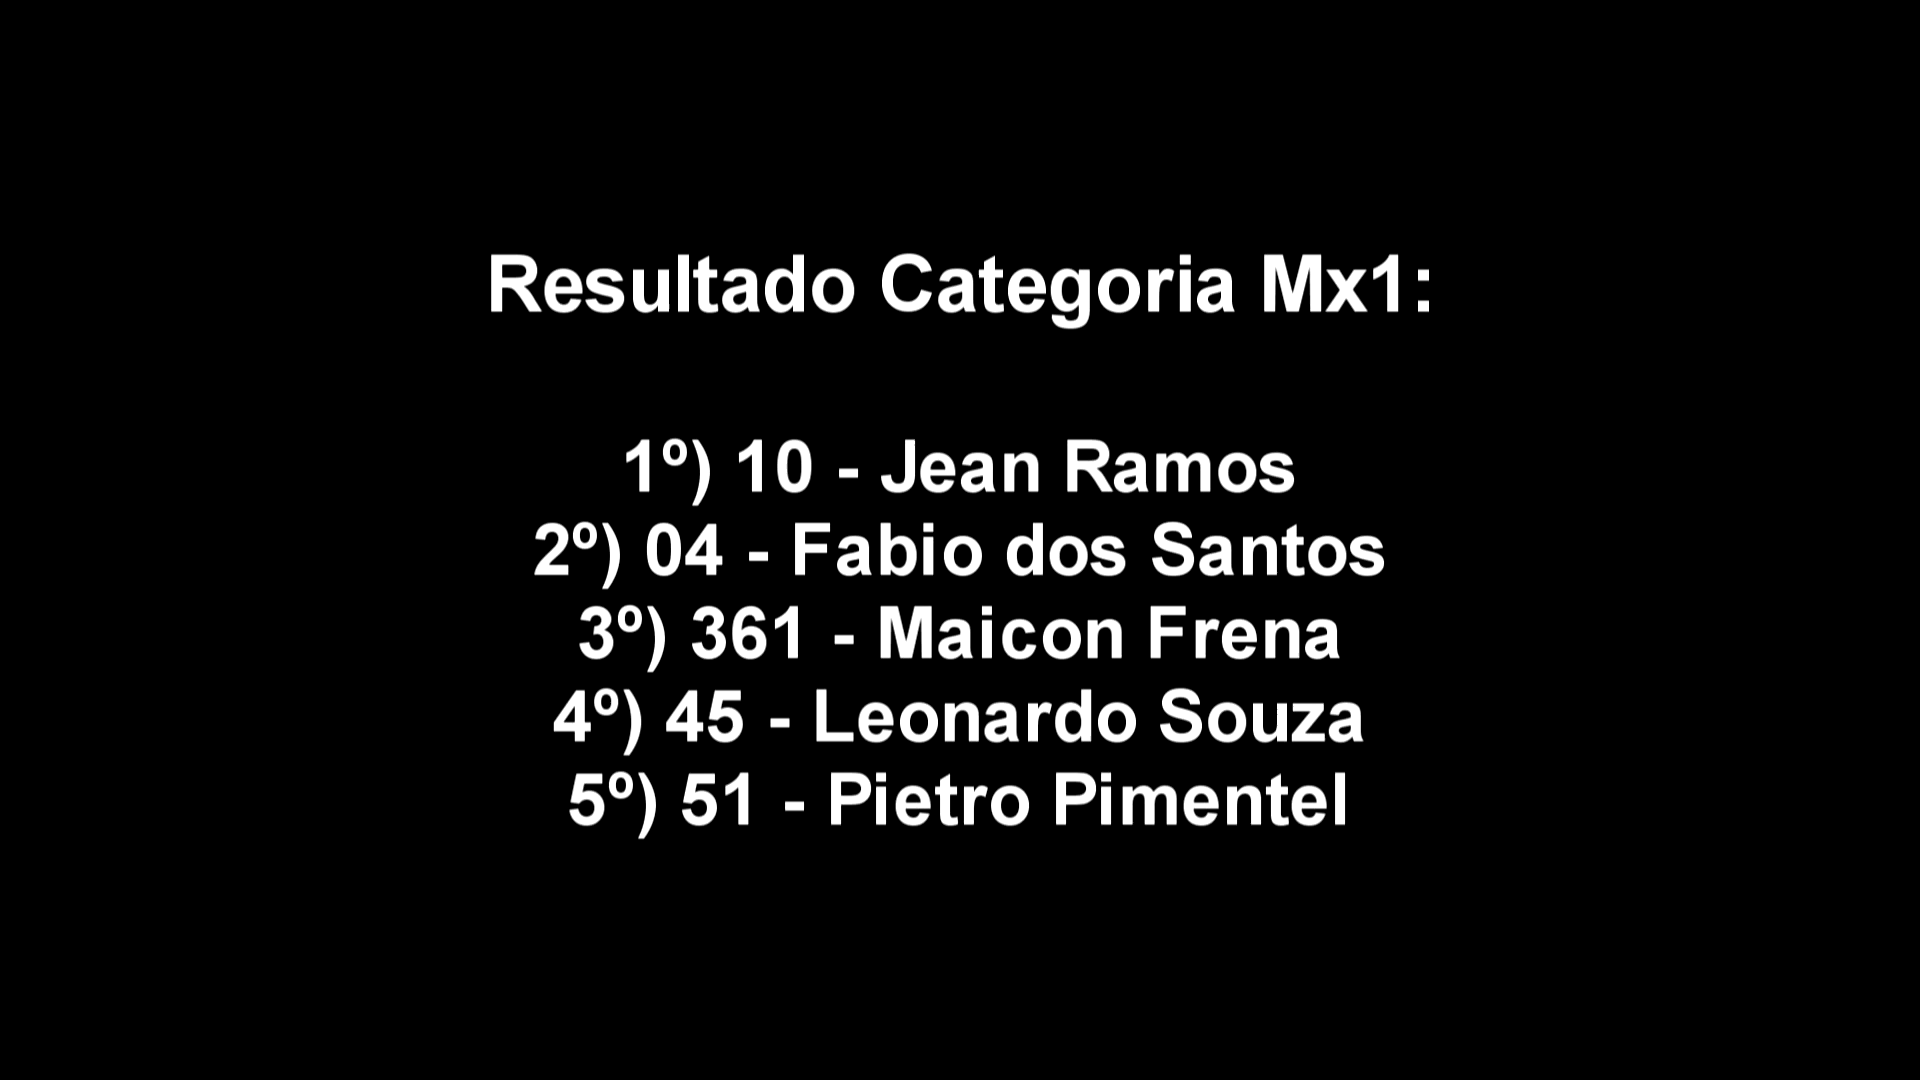 Resultado Categoria Mx1:
1º) 10 - Jean Ramos
2º) 04 - Fabio dos Santos
3º) 361 - Maicon Frena
4º) 45 - Leonardo Souza
5º) 51 - Pietro Pimentel